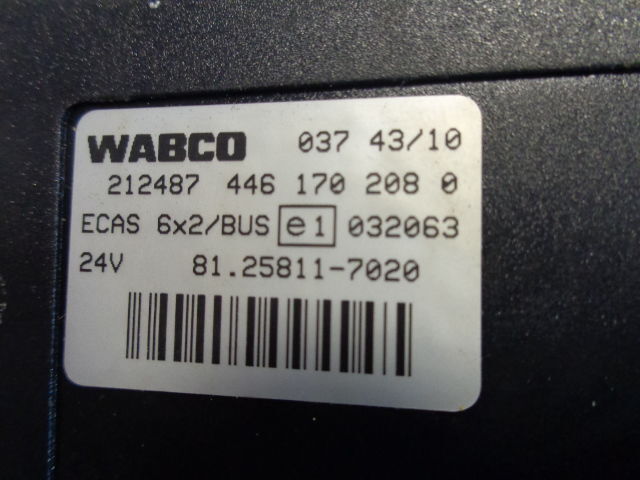 WABCO 037 43/10
212487 446 170 208 0
ECAS 6x2/BUS e1 032063
24V 81.25811-7020